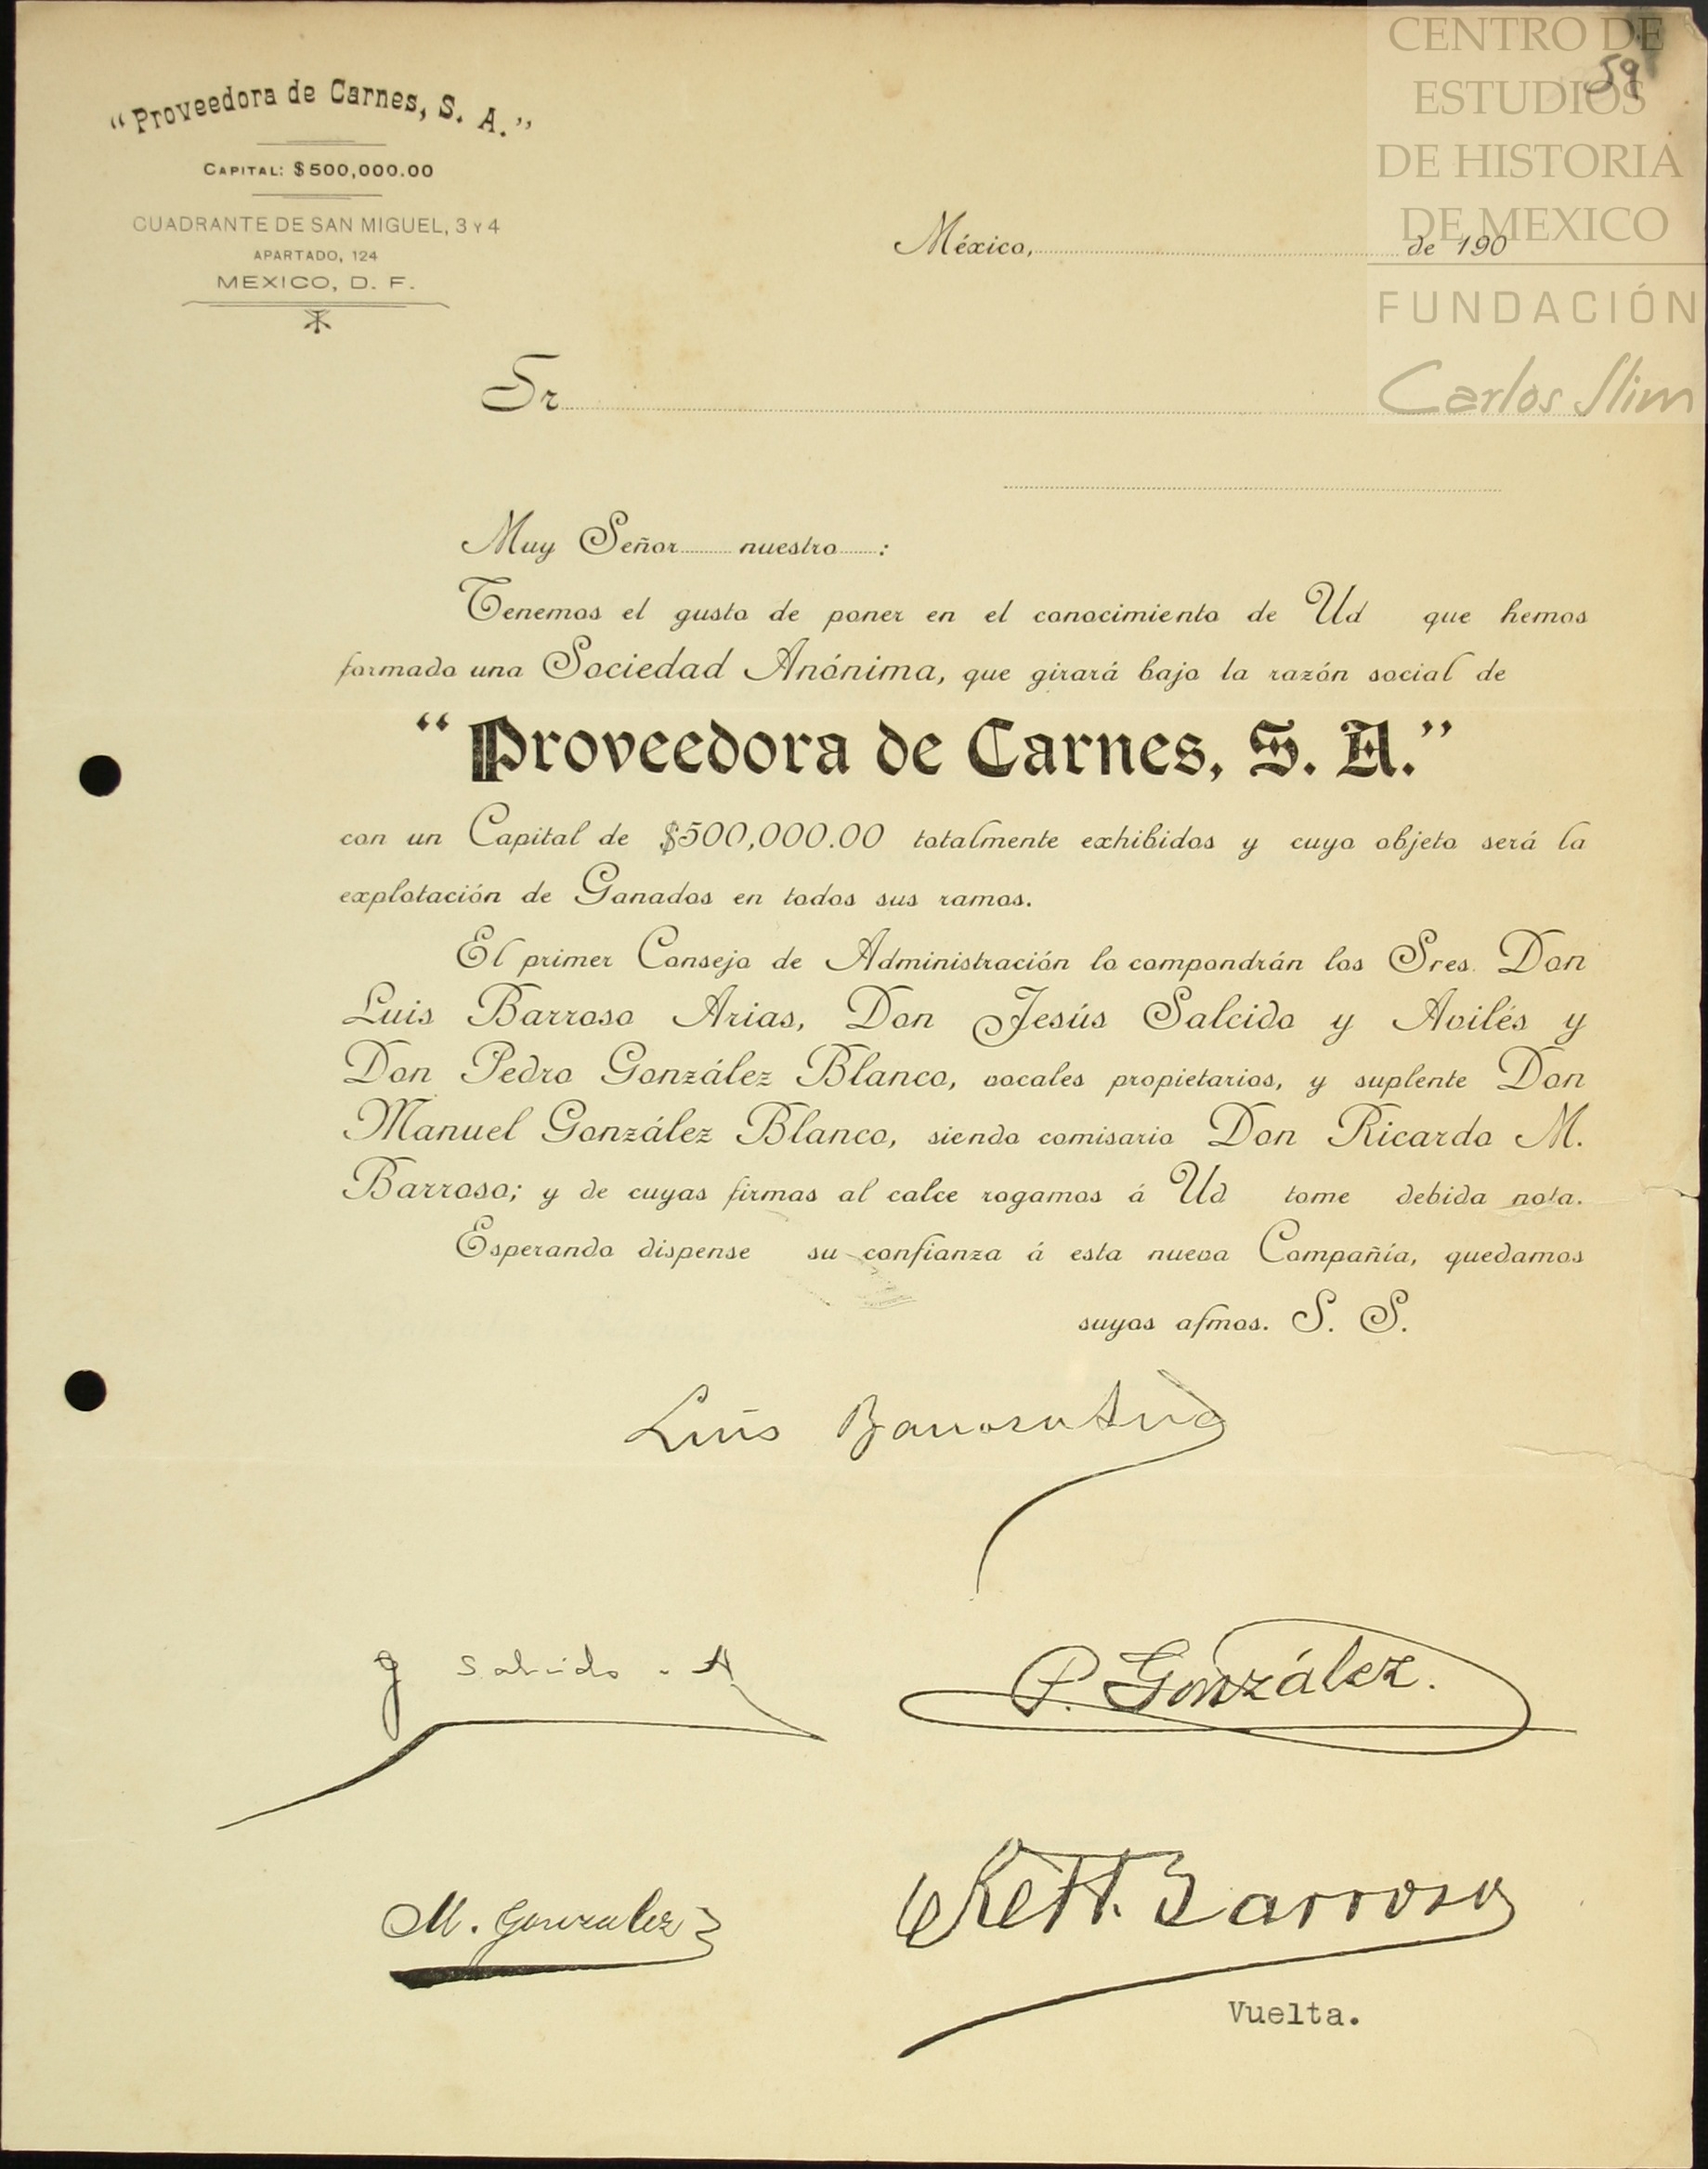 CENTRO DE
ESTUDIOS
DE HISTORIA
DE MEXICO
FUNDACIÓN
Carlos Slim
59
"Proveedora de Carnes, S. A."
CAPITAL: $500,000.00
CUADRANTE DE SAN MIGUEL, 3 Y 4
APARTADO, 124
MEXICO, D. F.
México, de 190
Sr
Muy Señor nuestro :
Tenemos el gusto de poner en el conocimiento de Ud que hemos
formado una Sociedad Anónima, que girará bajo la razón social de
"Proveedora de Carnes, S. A."
con un Capital de $500,000.00 totalmente exhibidos y cuyo objeto será la
explotación de Ganados en todos sus ramos.
El primer Consejo de Administración lo compondrán los Sres. Don
Luis Barroso Arias, Don Jesús Salcido y Avilés y
Don Pedro González Blanco, vocales propietarios, y suplente Don
Manuel González Blanco, siendo comisario Don Ricardo M.
Barroso; y de cuyas firmas al calce rogamos á Ud tome debida nota.
Esperando dispense su confianza á esta nueva Compañía, quedamos
suyos afmos. S. S.
Luis Barroso Arias
J Salcido . A
P. González.
M. Gonzalez
Barroso
Vuelta.